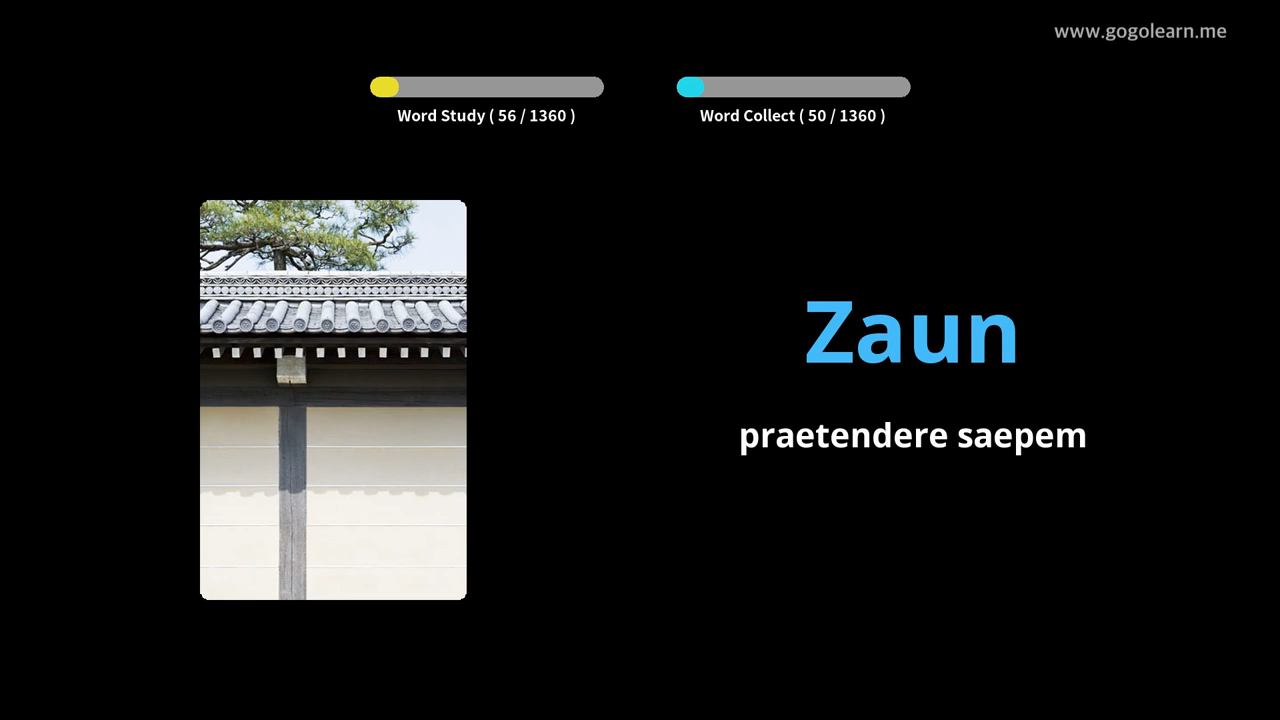 www.gogolearn.me
Word Study ( 56 / 1360 )
Word Collect ( 50 / 1360 )
Zaun
praetendere saepem